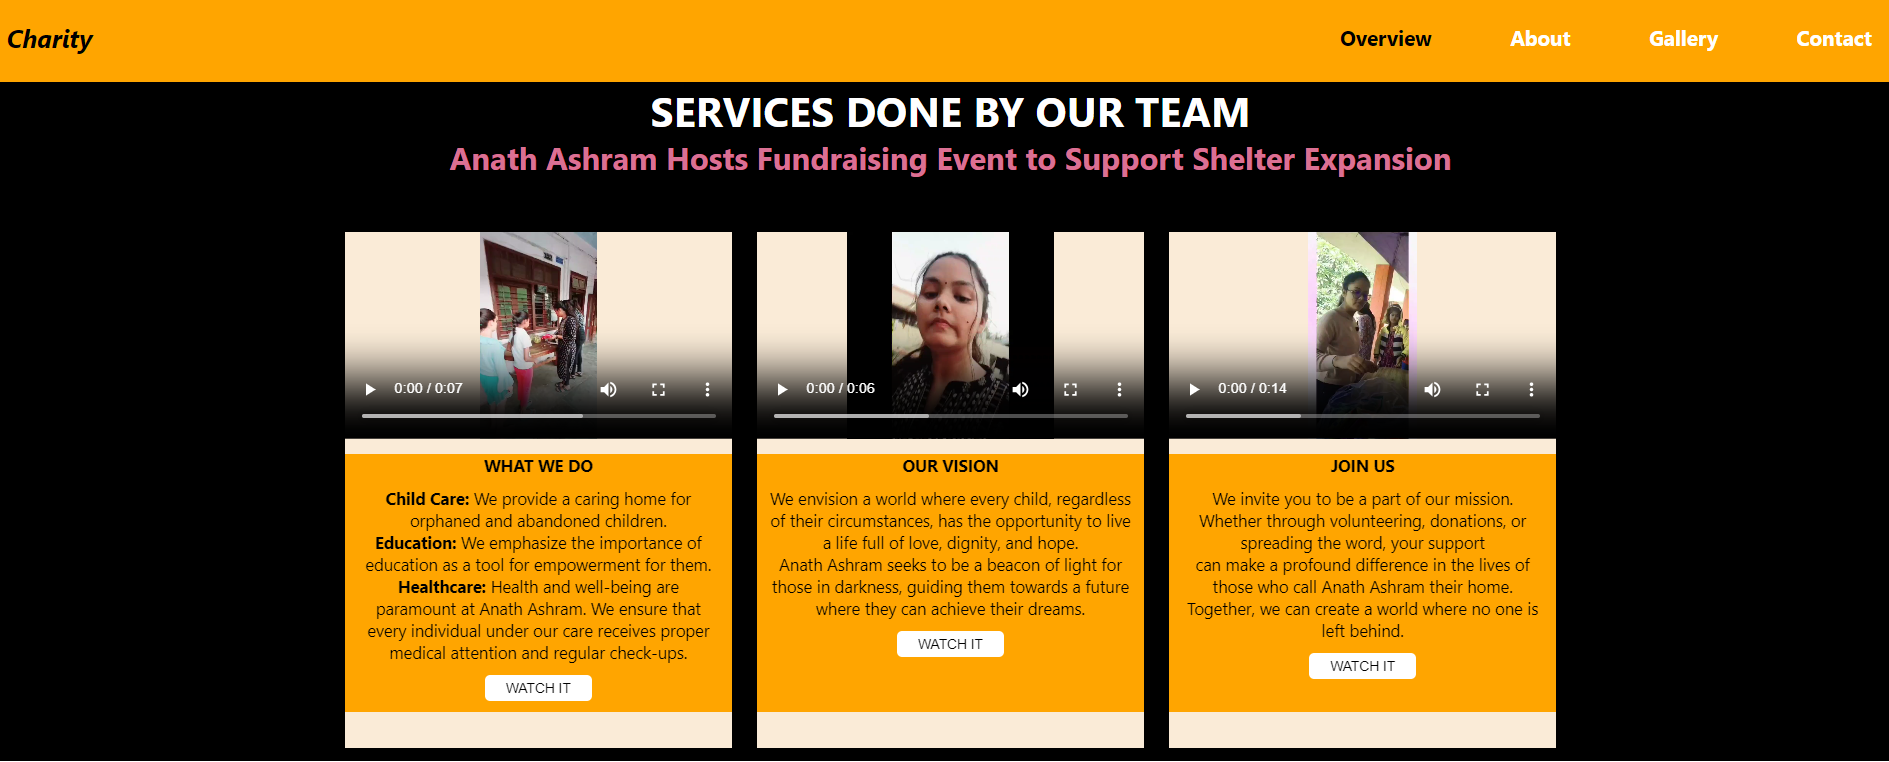 Charity
Overview About Gallery Contact
SERVICES DONE BY OUR TEAM
Anath Ashram Hosts Fundraising Event to Support Shelter Expansion
0:00 / 0:07
WHAT WE DO
Child Care: We provide a caring home for
orphaned and abandoned children.
Education: We emphasize the importance of
education as a tool for empowerment for them.
Healthcare: Health and well-being are
paramount at Anath Ashram. We ensure that
every individual under our care receives proper
medical attention and regular check-ups.
WATCH IT
0:00 / 0:06
OUR VISION
We envision a world where every child, regardless
of their circumstances, has the opportunity to live
a life full of love, dignity, and hope.
Anath Ashram seeks to be a beacon of light for
those in darkness, guiding them towards a future
where they can achieve their dreams.
WATCH IT
0:00 / 0:14
JOIN US
We invite you to be a part of our mission.
Whether through volunteering, donations, or
spreading the word, your support
can make a profound difference in the lives of
those who call Anath Ashram their home.
Together, we can create a world where no one is
left behind.
WATCH IT